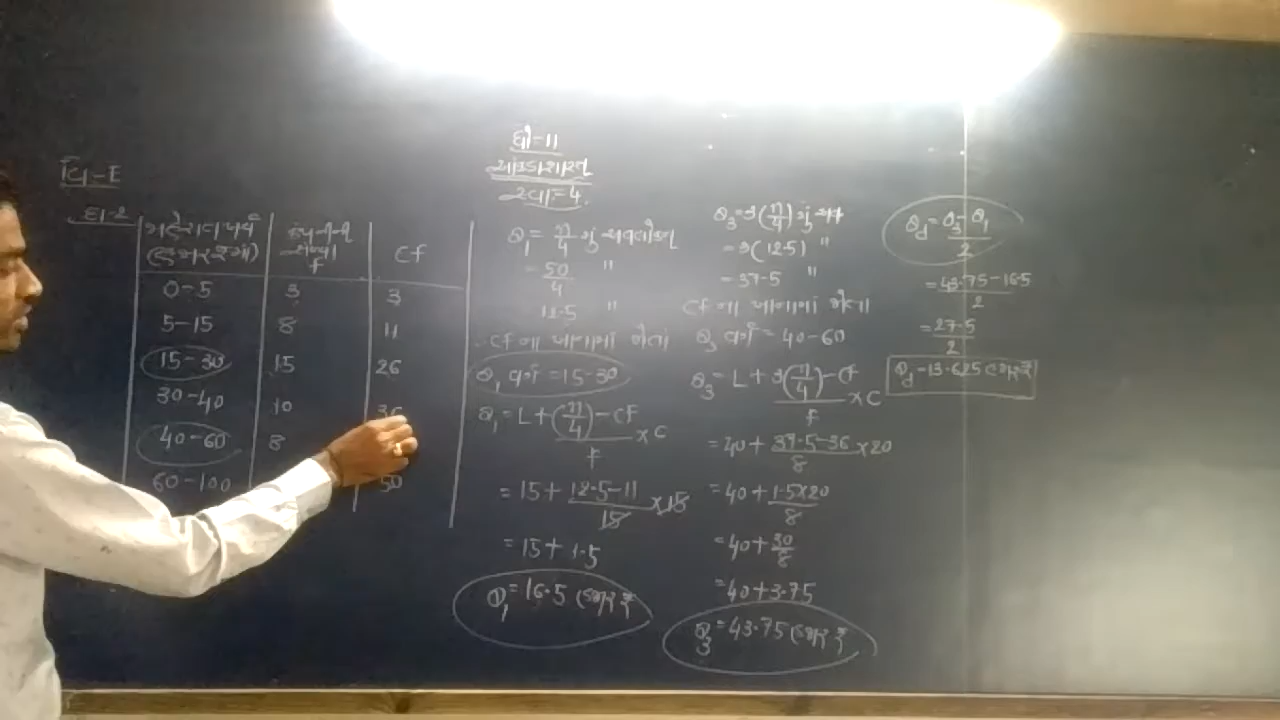 ધો-11
આંકડાશાસ્ત્ર
સ્વા=4
વિ-E
દા-2
f
cf
0-5 3 3
5-15 8 11
15-30 15 26
30-40 10 36
40-60 8
60-100 50
Q₁ = n/4 મું અવલોકન
= 50/4 "
12.5 "
cf ના ખાનામાં જોતાં
Q₁ વર્ગ = 15-30
Q₁ = L + (n/4) - cf / f × c
= 15 + 12.5-11 / 15 × 15
= 15 + 1.5
Q₁ = 16.5 હજાર ₹
Q₃ = 3(n/4) મું અવ
= 3(12.5) "
= 37.5 "
cf ના ખાનામાં જોતા
Q₃ વર્ગ = 40-60
Q₃ = L + 3(n/4) - cf / f × c
= 40 + 37.5-36 / 8 × 20
= 40 + 1.5×20 / 8
= 40 + 30/8
= 40 + 3.75
Q₃ = 43.75 હજાર ₹
Qd = Q₃ - Q₁ / 2
= 43.75 - 16.5 / 2
= 27.5 / 2
Qd = 13.625 હજાર ₹